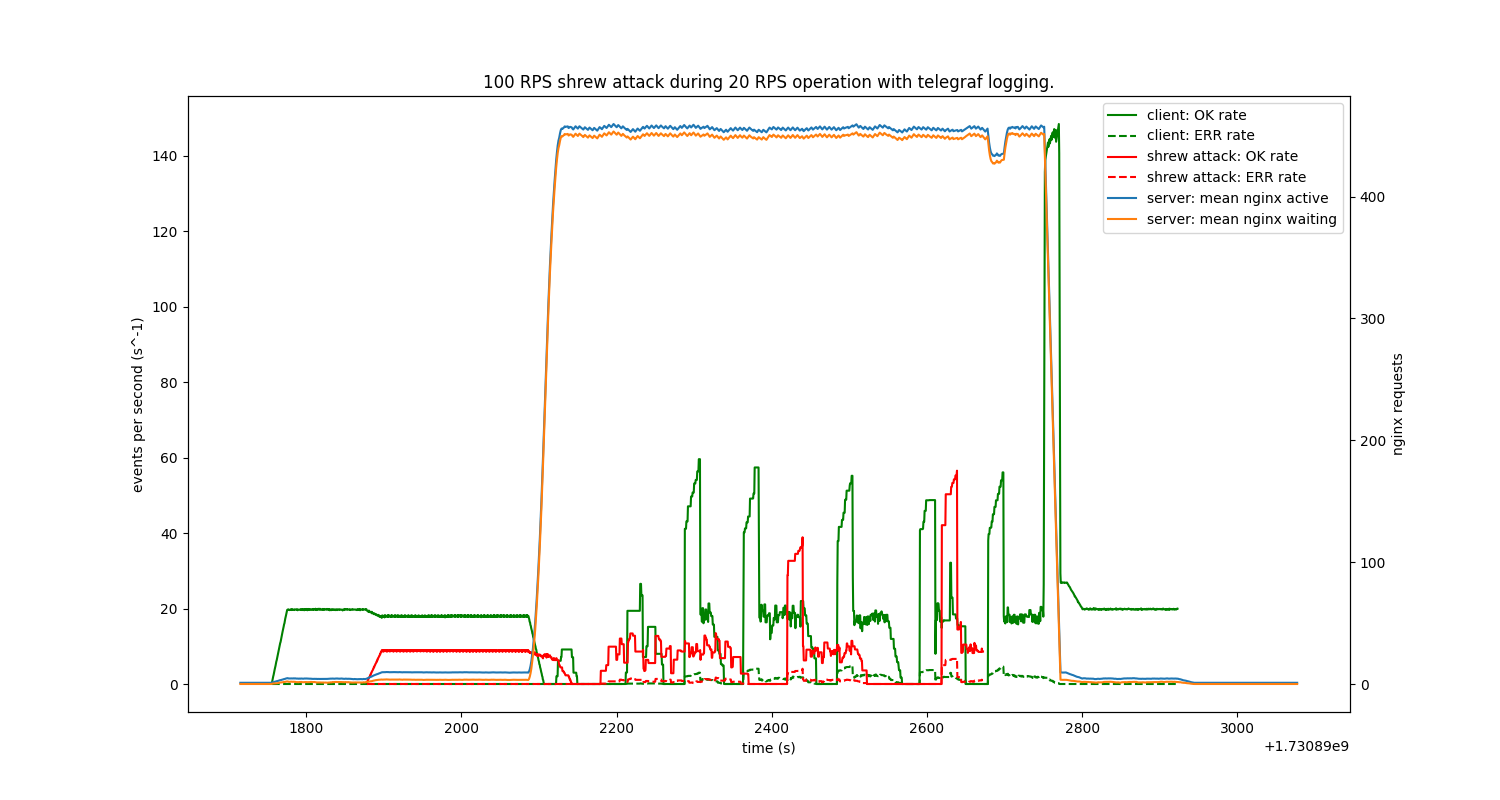 100 RPS shrew attack during 20 RPS operation with telegraf logging.
client: OK rate
client: ERR rate
shrew attack: OK rate
shrew attack: ERR rate
server: mean nginx active
server: mean nginx waiting
events per second (s^-1)
140
120
100
80
60
40
20
0
nginx requests
400
300
200
100
0
1800
2000
2200
2400
2600
2800
3000
time (s)
+1.73089e9